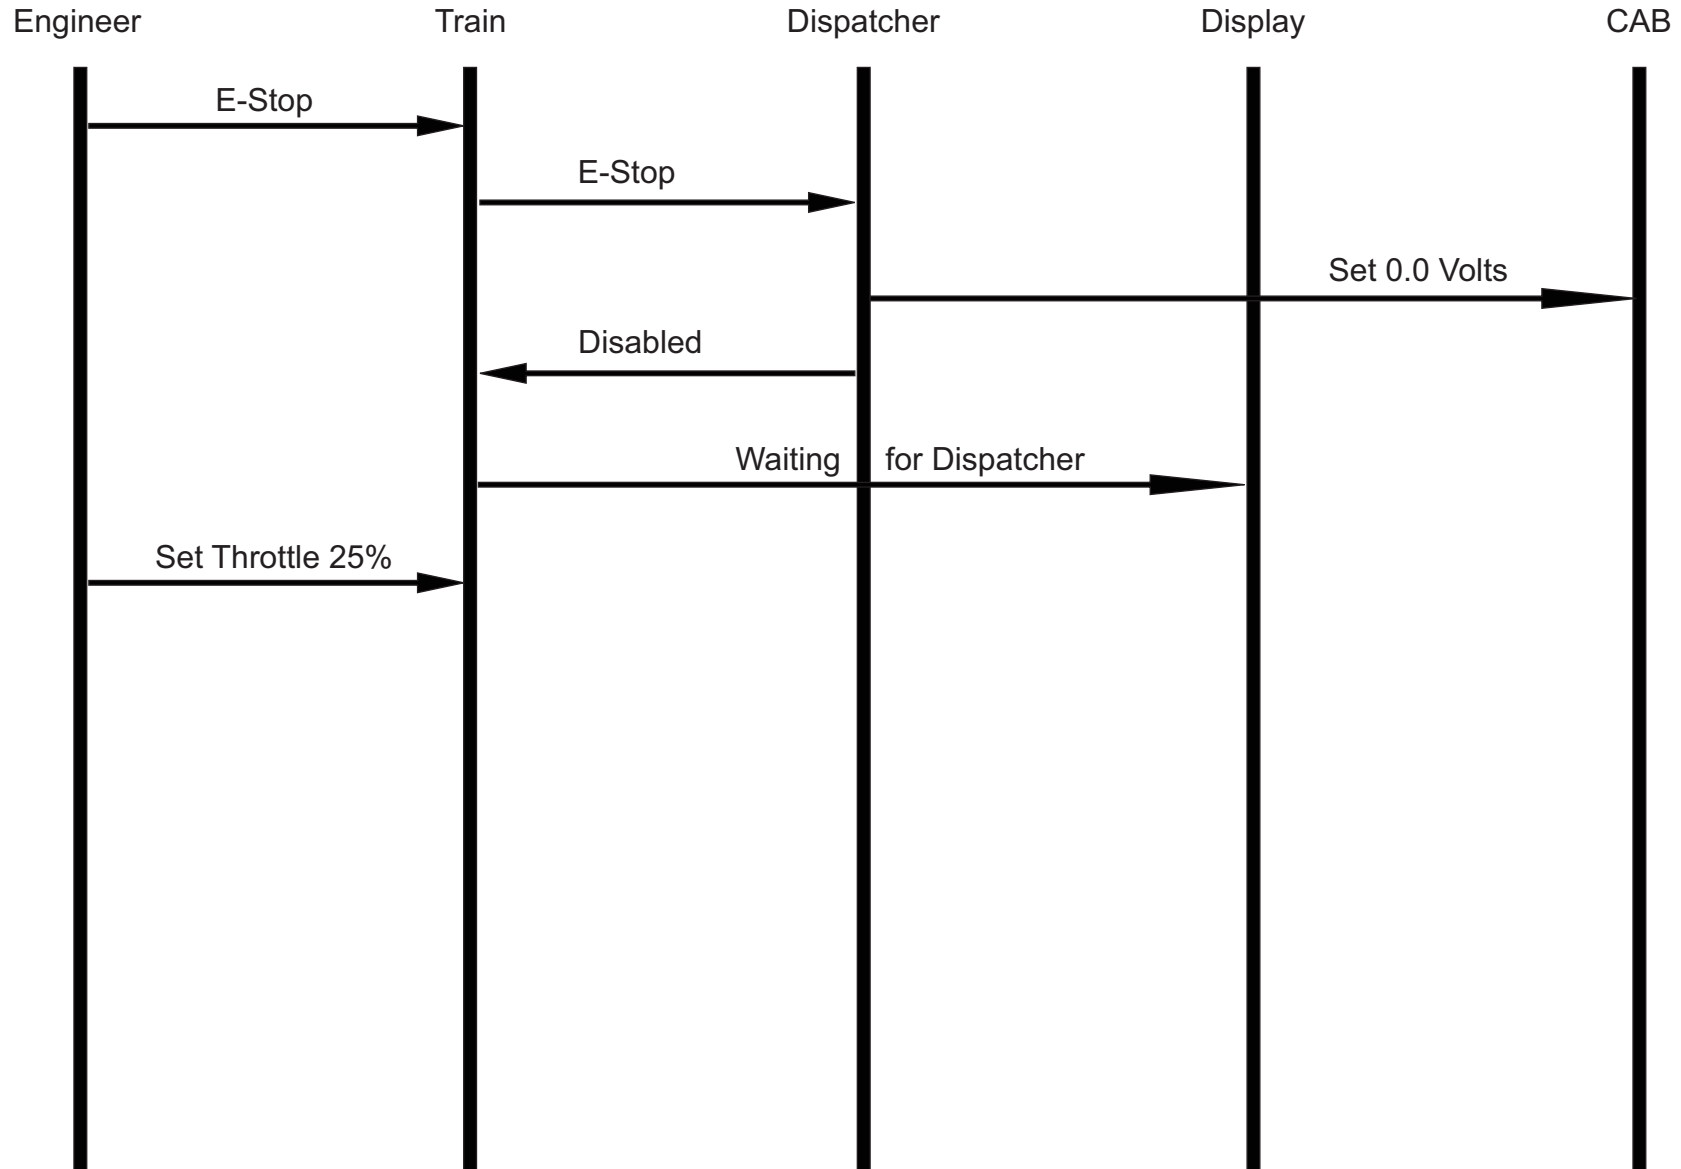 Engineer Train Dispatcher Display CAB
E-Stop
E-Stop
Set 0.0 Volts
Disabled
Waiting for Dispatcher
Set Throttle 25%